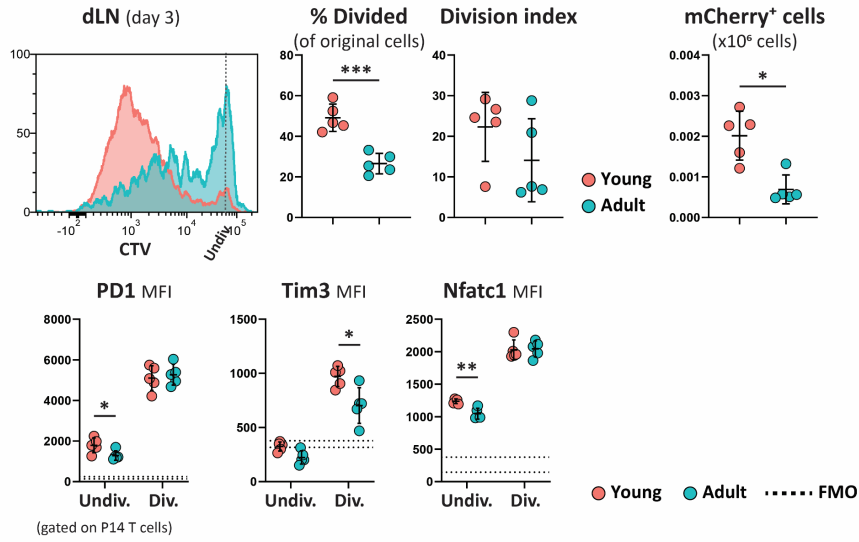 dLN (day 3)
100
50
0
-10²
10³
10⁴
10⁵
Undiv.
CTV
% Divided
(of original cells)
80
60
40
20
0
***
Division index
40
30
20
10
0
Young
Adult
mCherry⁺ cells
(x10⁶ cells)
0.004
0.003
0.002
0.001
0.000
*
PD1 MFI
8000
6000
4000
2000
0
*
Undiv. Div.
(gated on P14 T cells)
Tim3 MFI
1500
1000
500
0
*
Undiv. Div.
Nfatc1 MFI
2500
2000
1500
1000
500
0
**
Undiv. Div.
Young Adult FMO